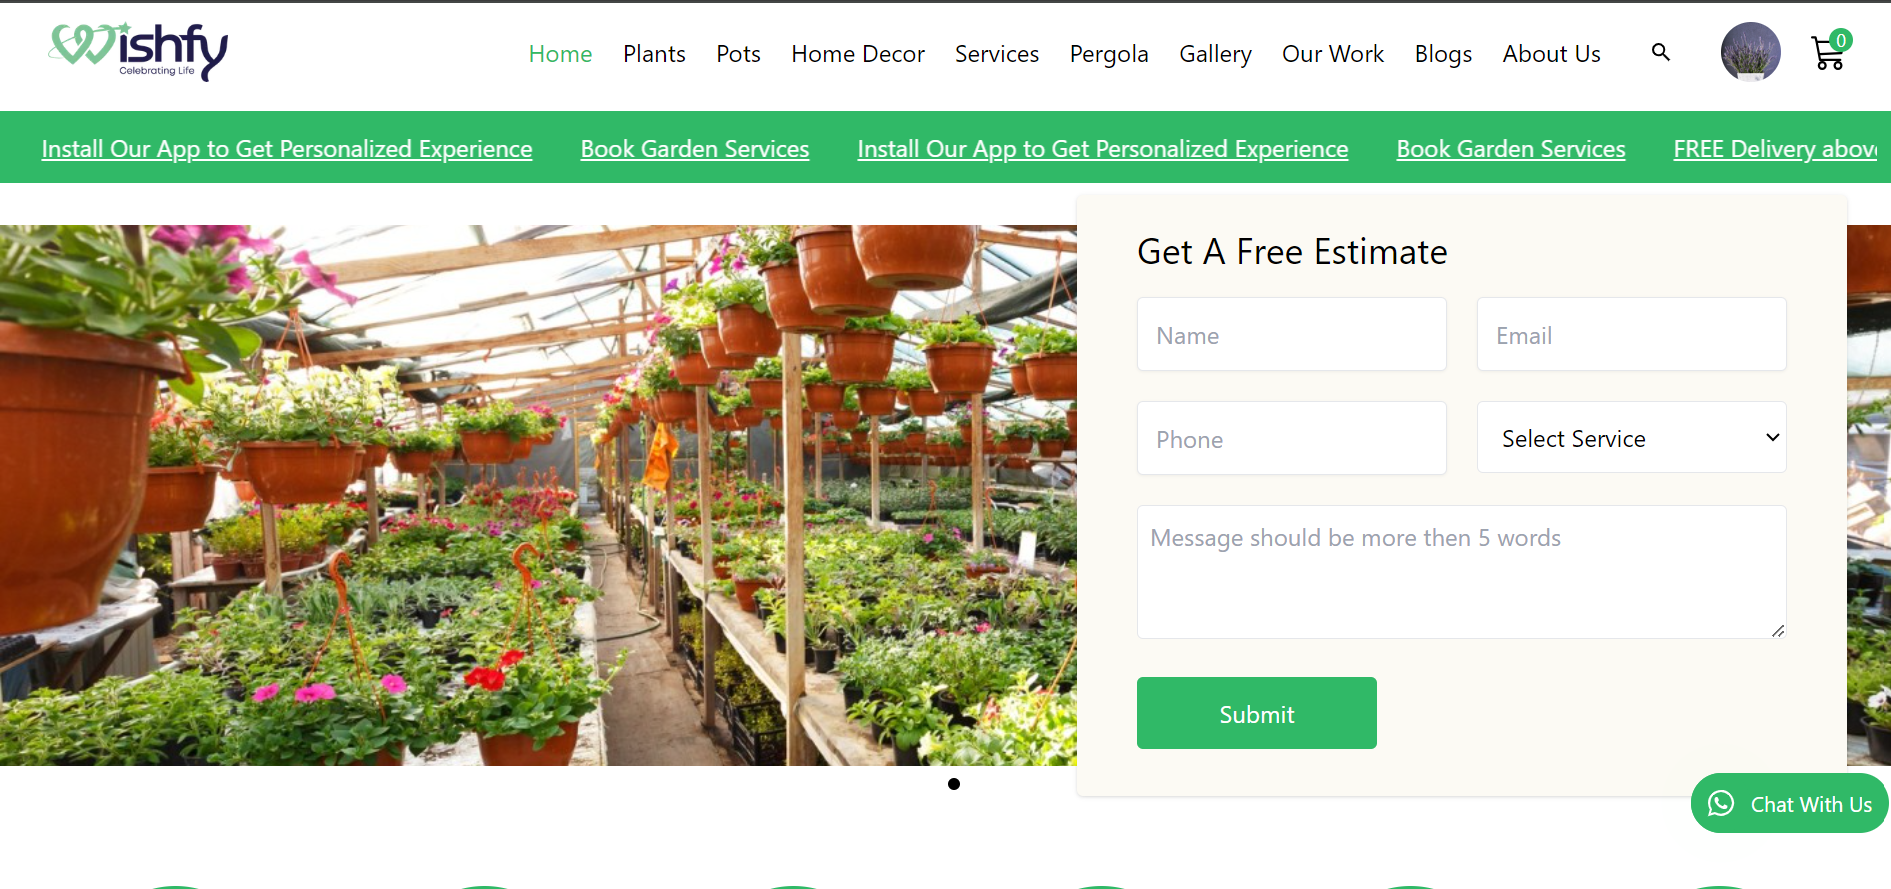 Wishfy
Celebrating Life
Home Plants Pots Home Decor Services Pergola Gallery Our Work Blogs About Us
0
Install Our App to Get Personalized Experience Book Garden Services Install Our App to Get Personalized Experience Book Garden Services FREE Delivery above
Get A Free Estimate
Name Email
Phone Select Service
Message should be more then 5 words
Submit
Chat With Us